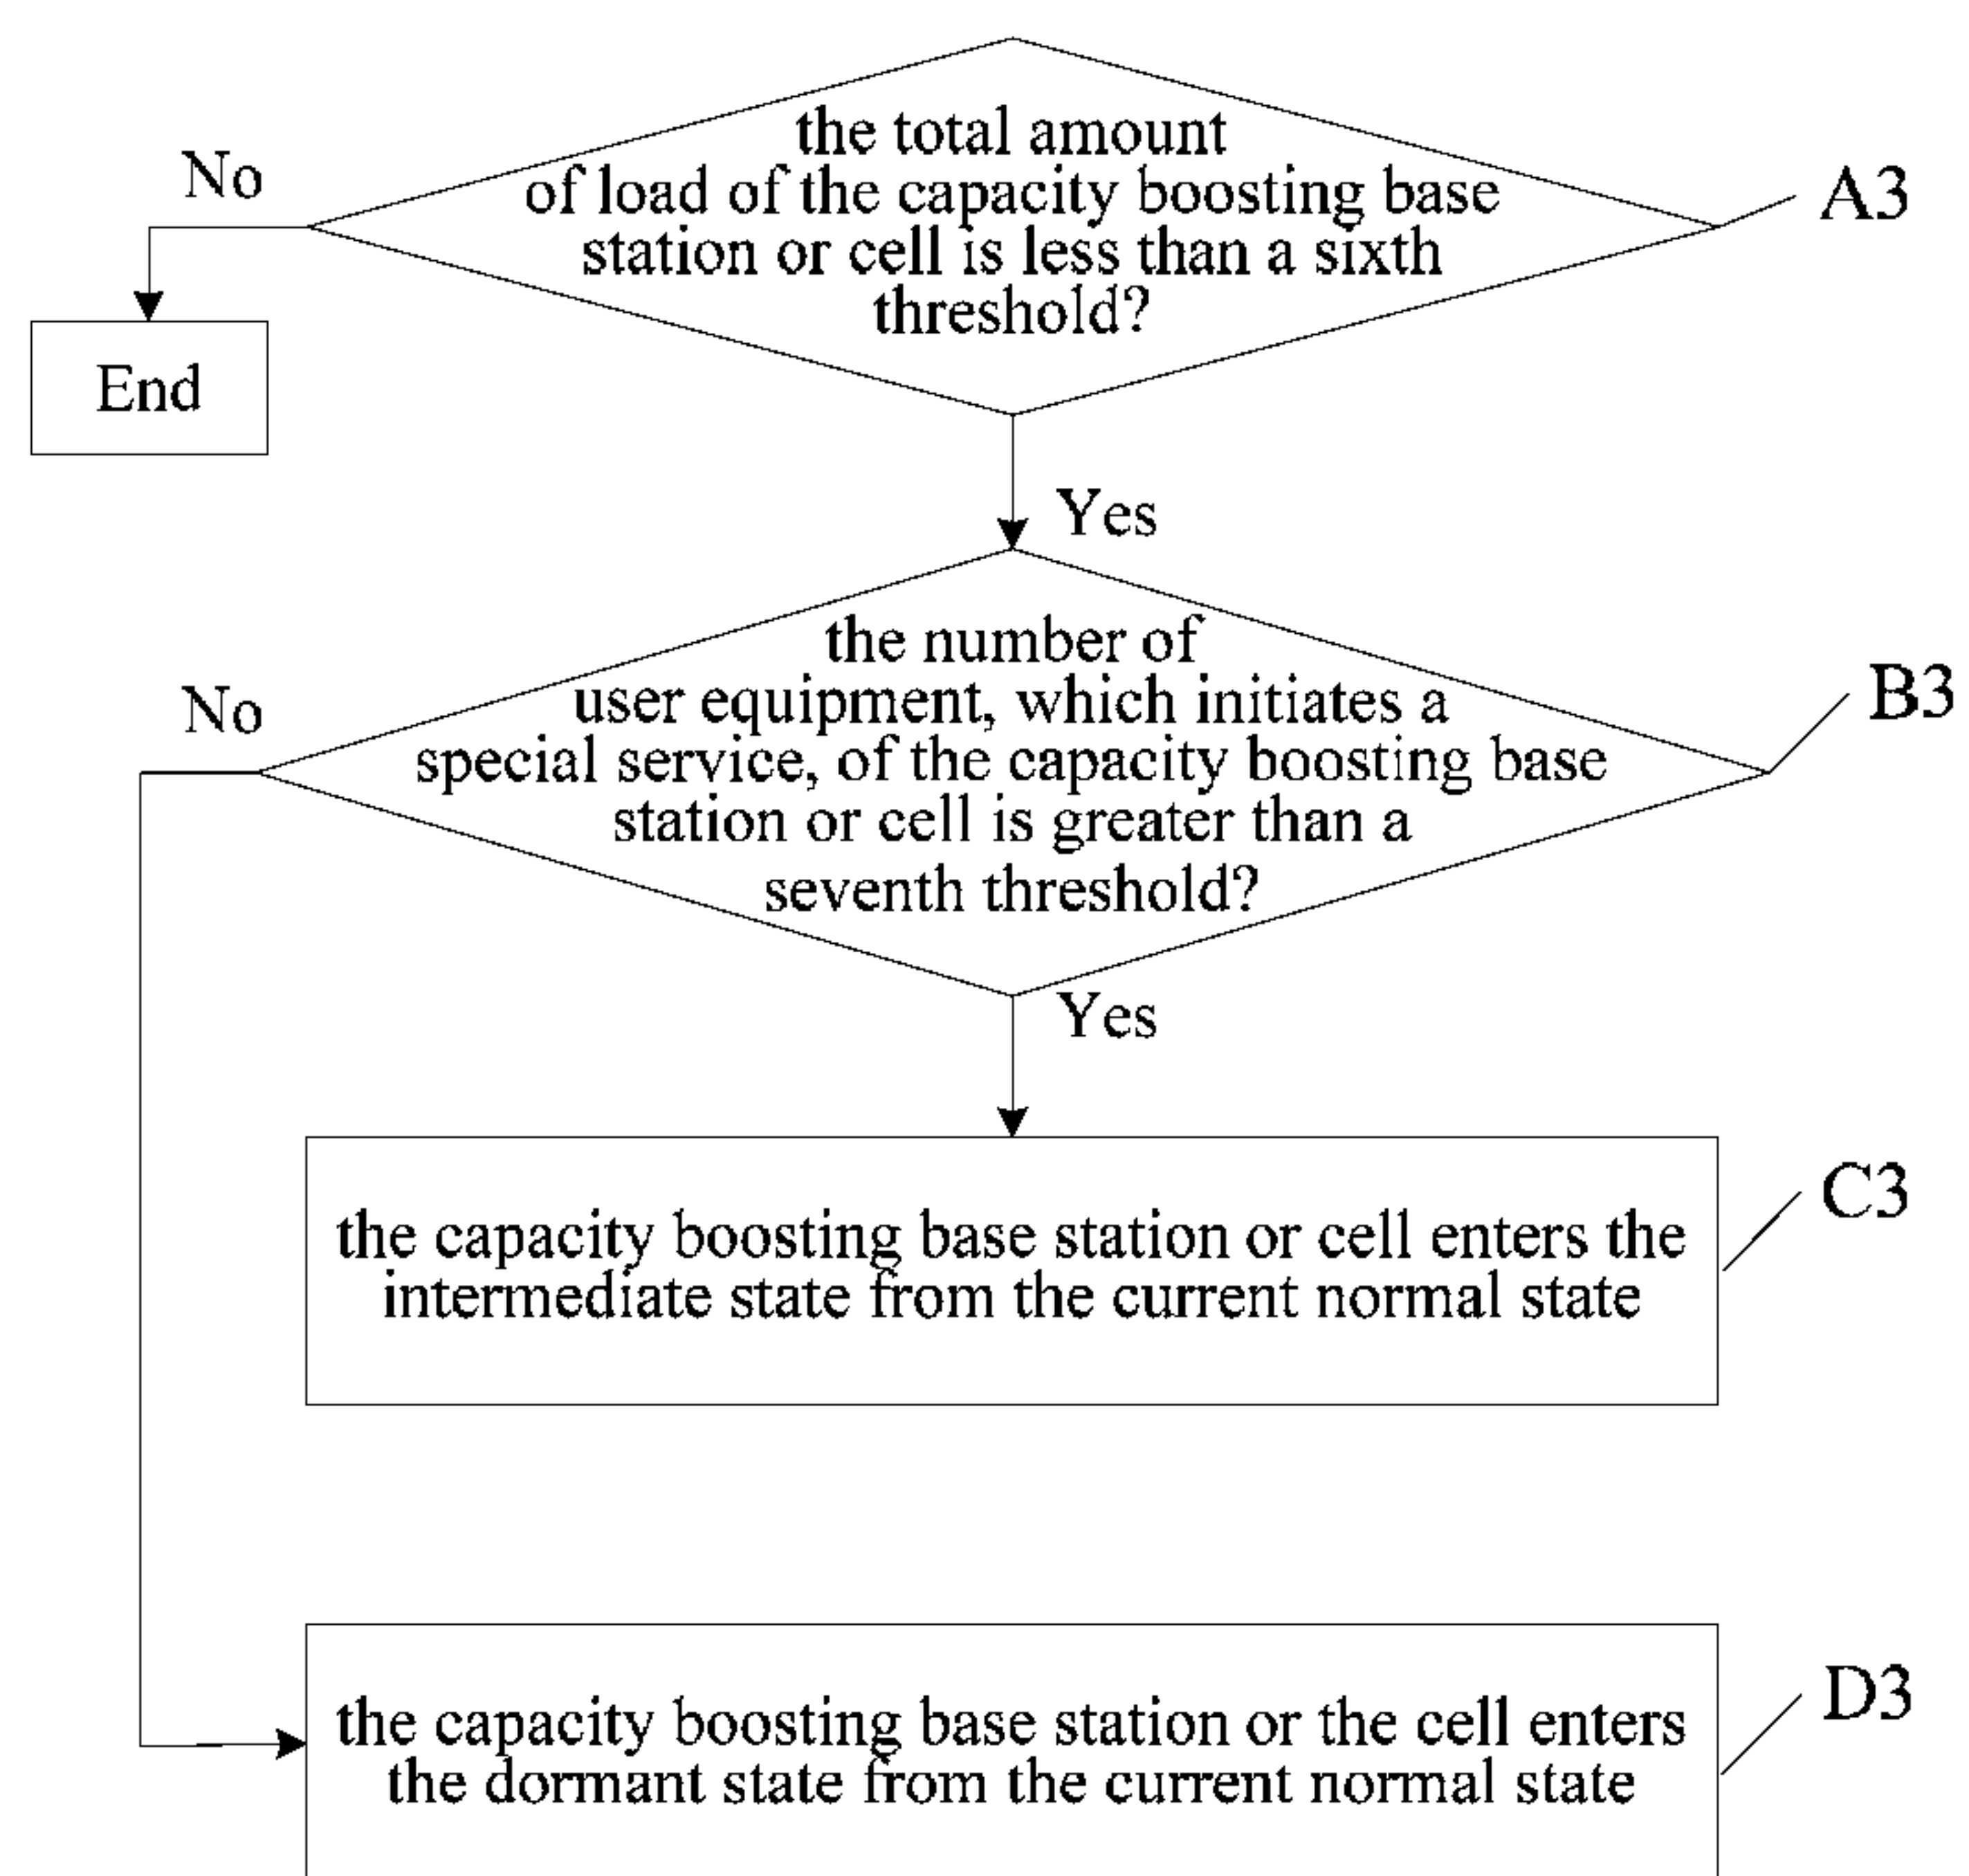 the total amount
of load of the capacity boosting base
station or cell is less than a sixth
threshold?
No
A3
End
Yes
the number of
user equipment, which initiates a
special service, of the capacity boosting base
station or cell is greater than a
seventh threshold?
No
B3
Yes
the capacity boosting base station or cell enters the
intermediate state from the current normal state
C3
the capacity boosting base station or the cell enters
the dormant state from the current normal state
D3